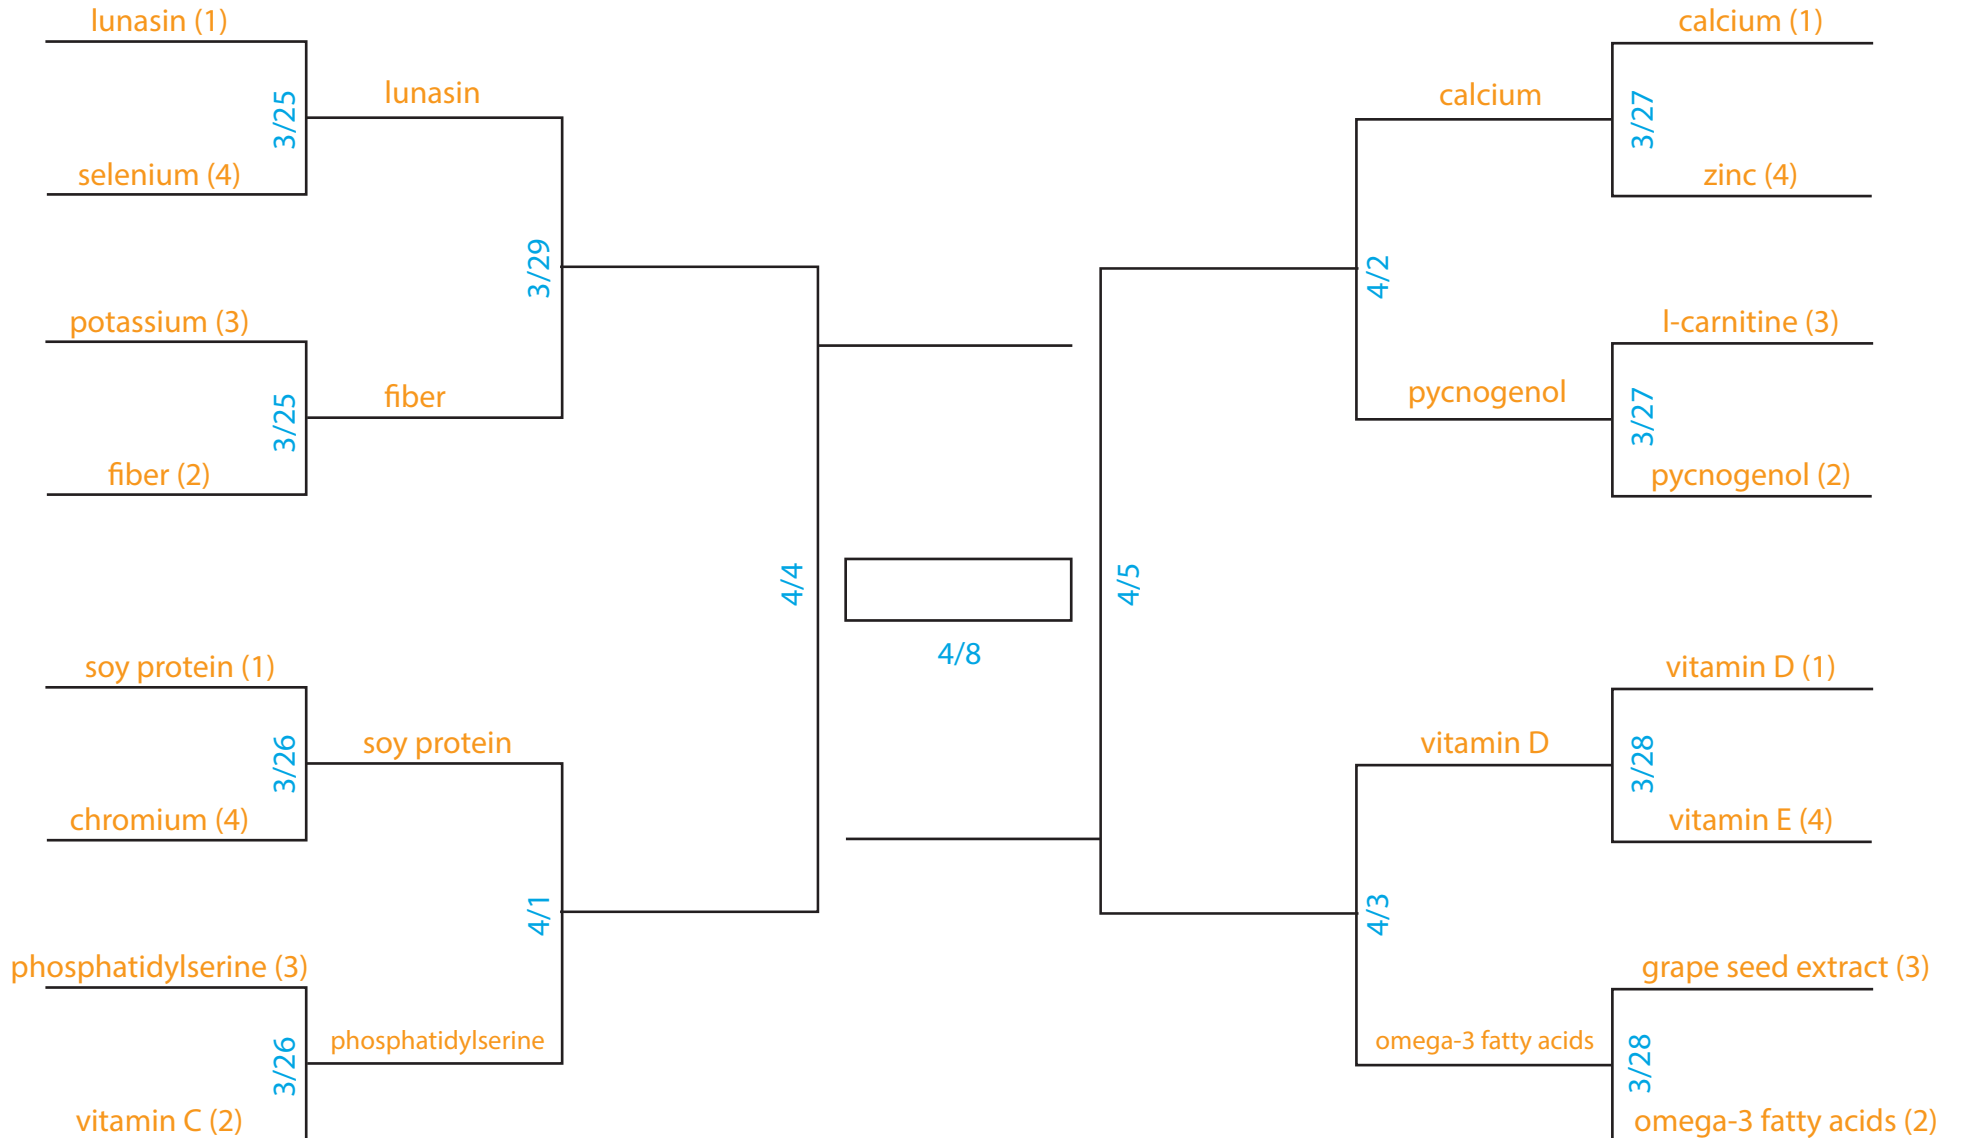 lunasin (1)
3/25
selenium (4)
lunasin
potassium (3)
3/25
fiber (2)
fiber
3/29
soy protein (1)
3/26
chromium (4)
soy protein
phosphatidylserine (3)
3/26
vitamin C (2)
phosphatidylserine
4/1
4/4
4/8
4/5
calcium
4/2
pycnogenol
calcium (1)
3/27
zinc (4)
l-carnitine (3)
3/27
pycnogenol (2)
vitamin D
4/3
omega-3 fatty acids
vitamin D (1)
3/28
vitamin E (4)
grape seed extract (3)
3/28
omega-3 fatty acids (2)